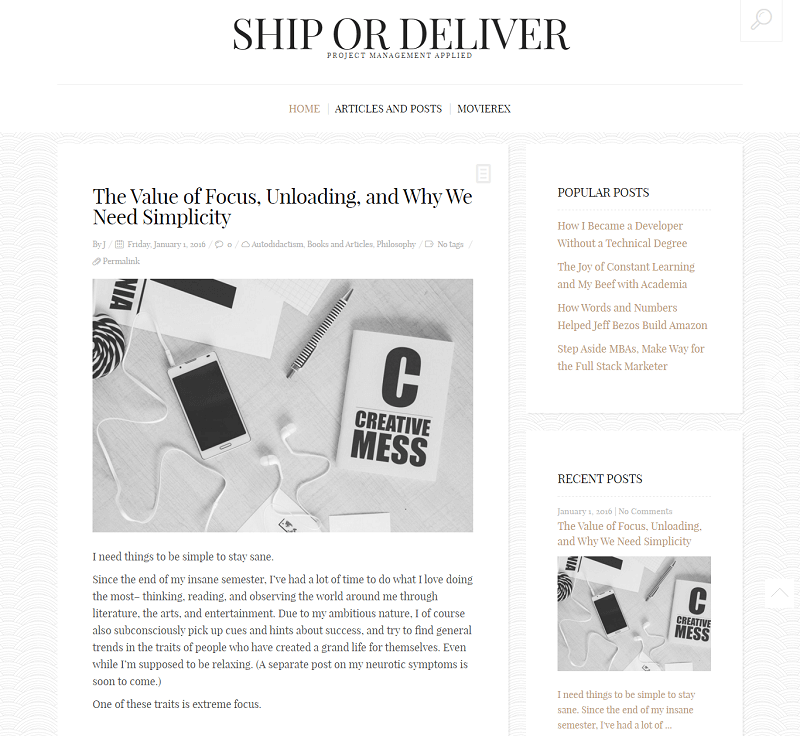 SHIP OR DELIVER
PROJECT MANAGEMENT APPLIED
HOME
ARTICLES AND POSTS
MOVIEREX
The Value of Focus, Unloading, and Why We
Need Simplicity
By J / Friday, January 1, 2016 / 0 / Autodidactism, Books and Articles, Philosophy / No tags /
Permalink
NIA
C
CREATIVE
MESS
I need things to be simple to stay sane.
Since the end of my insane semester, I've had a lot of time to do what I love doing
the most– thinking, reading, and observing the world around me through
literature, the arts, and entertainment. Due to my ambitious nature, I of course
also subconsciously pick up cues and hints about success, and try to find general
trends in the traits of people who have created a grand life for themselves. Even
while I'm supposed to be relaxing. (A separate post on my neurotic symptoms is
soon to come.)
One of these traits is extreme focus.
POPULAR POSTS
How I Became a Developer
Without a Technical Degree
The Joy of Constant Learning
and My Beef with Academia
How Words and Numbers
Helped Jeff Bezos Build Amazon
Step Aside MBAs, Make Way for
the Full Stack Marketer
RECENT POSTS
January 1, 2016 | No Comments
The Value of Focus, Unloading,
and Why We Need Simplicity
NIA
C
CREATIVE
MESS
I need things to be simple to stay
sane. Since the end of my insane
semester, I've had a lot of ...